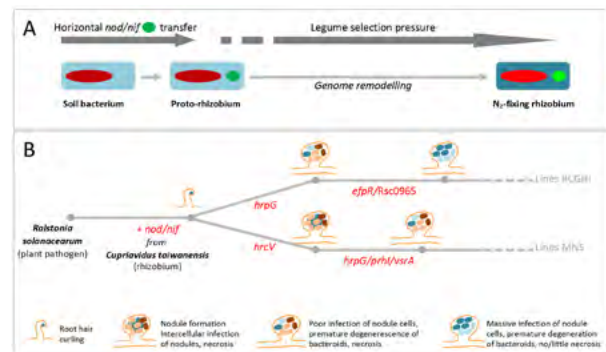 A
Horizontal nod/nif transfer
Legume selection pressure
Soil bacterium
Proto-rhizobium
Genome remodelling
N₂-fixing rhizobium
B
efpR/Rsc0965
hrpG
+ nod/nif
from
Cupriavidus taiwanensis
(rhizobium)
Ralstonia
solanacearum
(plant pathogen)
hrcV
hrpG/prhI/vsrA
Lines
Lines MNS
Root hair
curling
Nodule formation
Intercellular infection
of nodules, necrosis
Poor infection of nodule cells,
premature degenerescence of
bacteroids, necrosis
Massive infection of nodule
cells, premature degeneration
of bacteroids, no/little necrosis